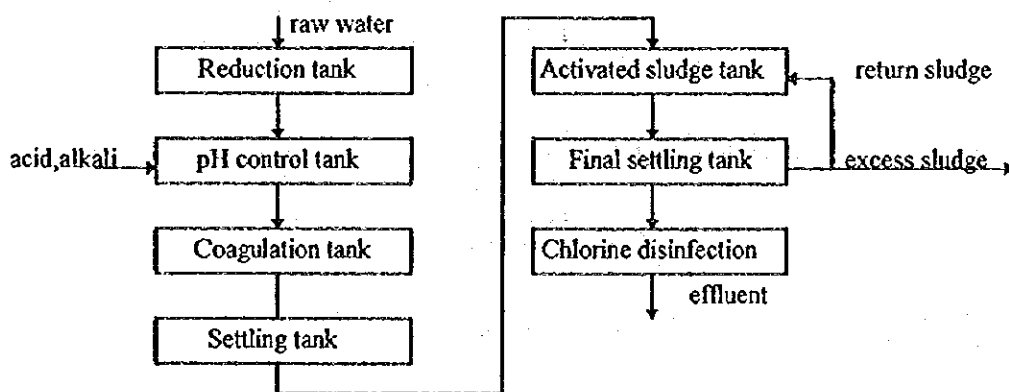 raw water
Reduction tank
acid,alkali
pH control tank
Coagulation tank
Settling tank
Activated sludge tank
return sludge
Final settling tank
excess sludge
Chlorine disinfection
effluent